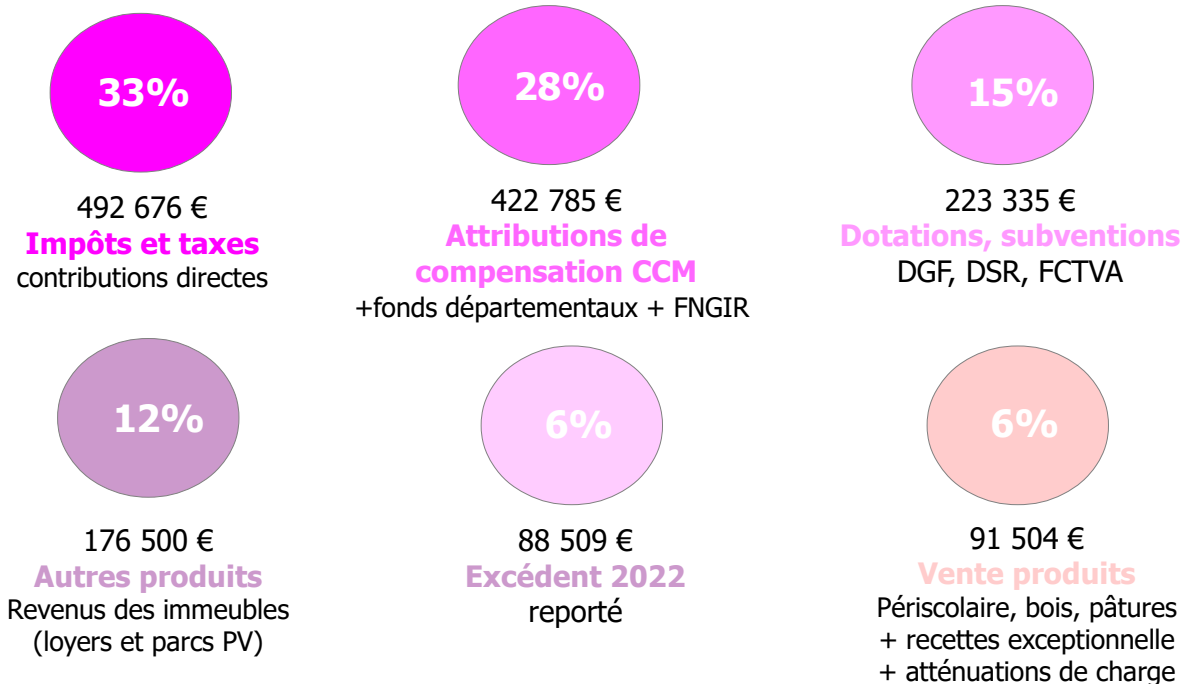 33%
492 676 €
Impôts et taxes
contributions directes
28%
422 785 €
Attributions de
compensation CCM
+fonds départementaux + FNGIR
15%
223 335 €
Dotations, subventions
DGF, DSR, FCTVA
12%
176 500 €
Autres produits
Revenus des immeubles
(loyers et parcs PV)
6%
88 509 €
Excédent 2022
reporté
6%
91 504 €
Vente produits
Périscolaire, bois, pâtures
+ recettes exceptionnelle
+ atténuations de charge